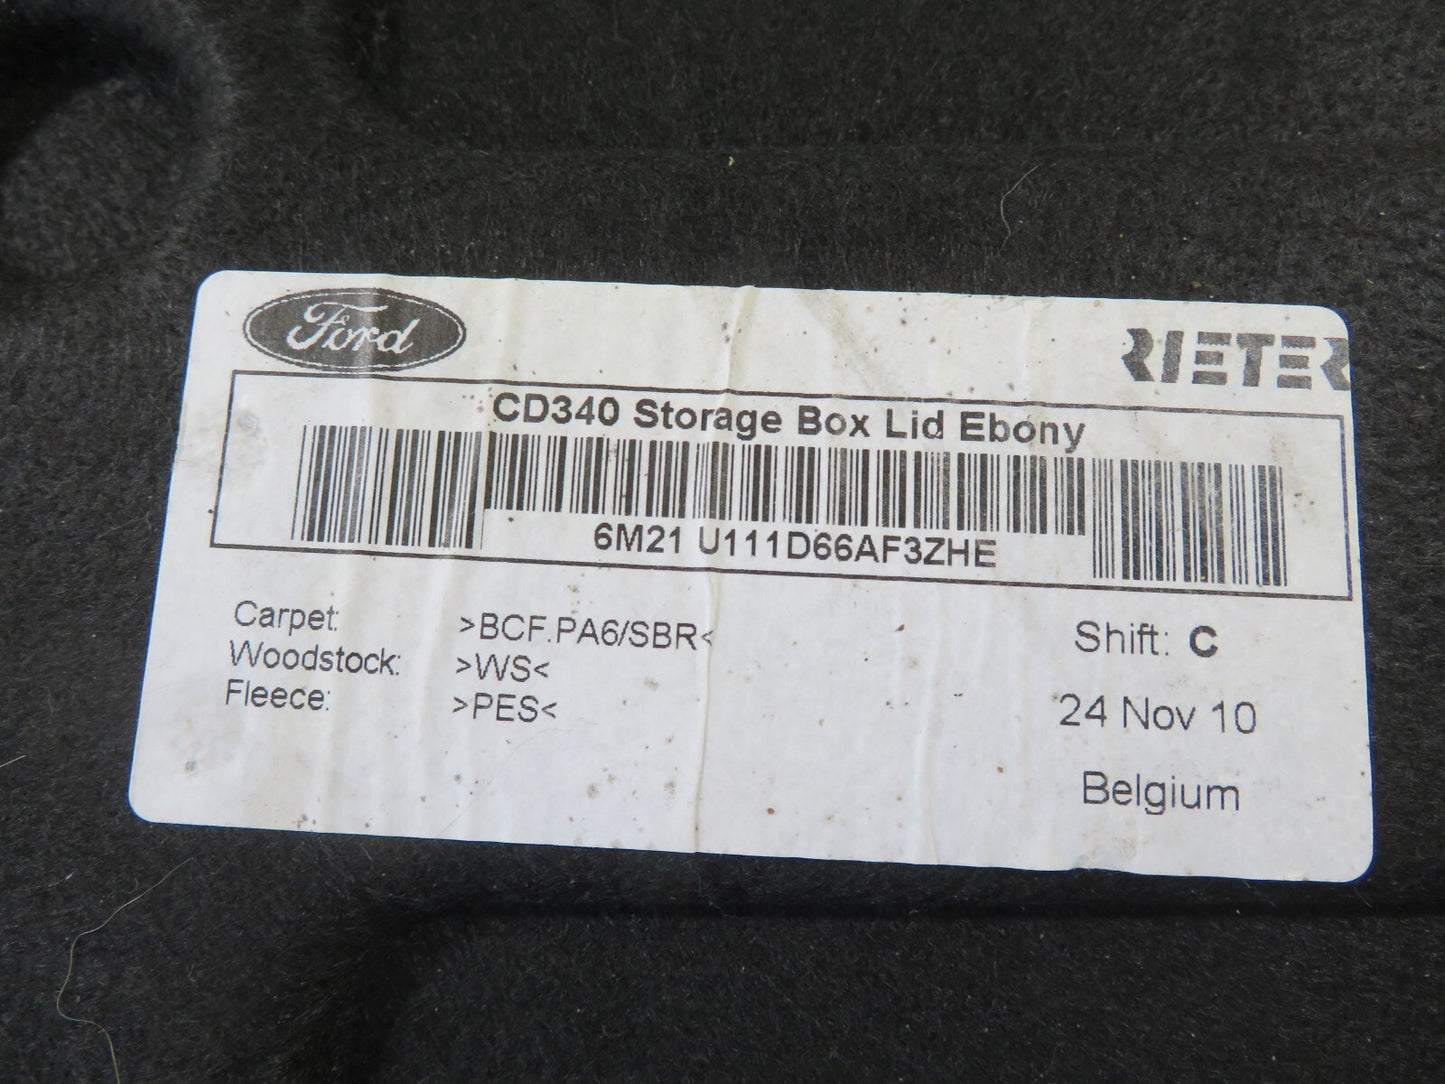 Ford
RIETER
CD340 Storage Box Lid Ebony
6M21 U111D66AF3ZHE
Carpet: >BCF.PA6/SBR<
Woodstock: >WS<
Fleece: >PES<
Shift: C
24 Nov 10
Belgium